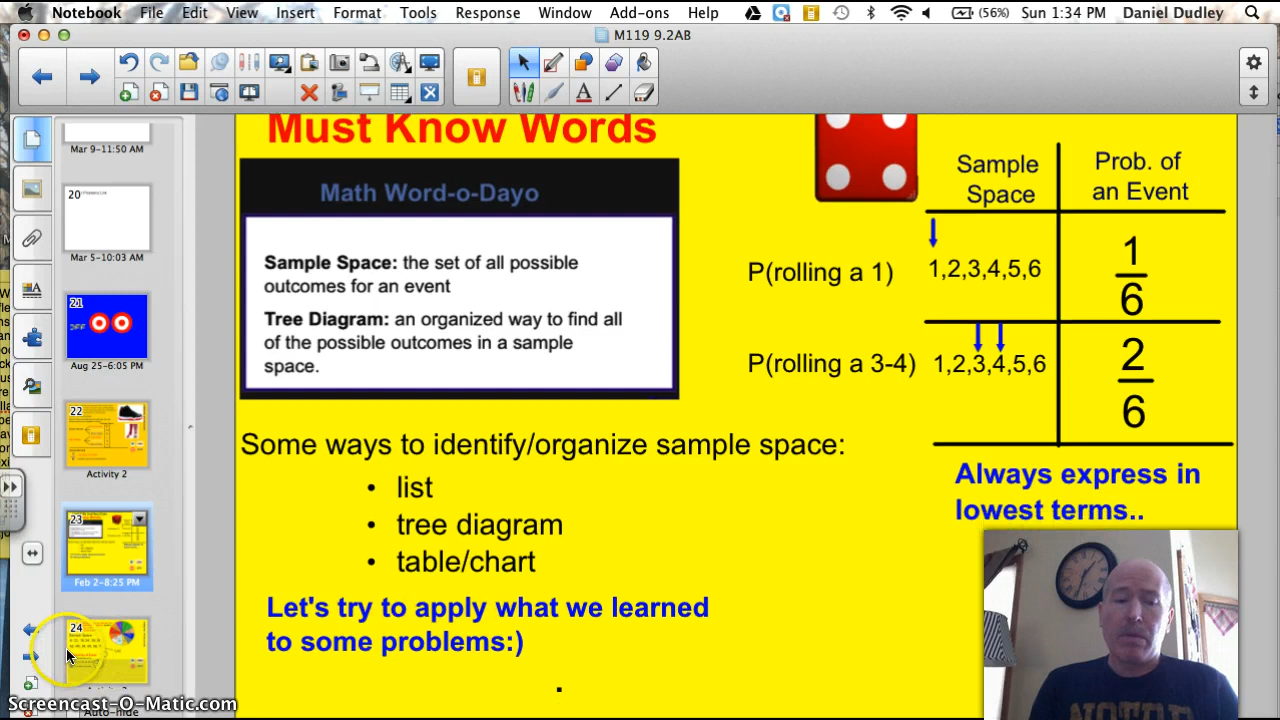 Notebook File Edit View Insert Format Tools Response Window Add-ons Help (56%) Sun 1:34 PM Daniel Dudley
M119 9.2AB
Must Know Words
Math Word-o-Dayo
Sample Space: the set of all possible
outcomes for an event
Tree Diagram: an organized way to find all
of the possible outcomes in a sample
space.
Sample
Space
Prob. of
an Event
P(rolling a 1)
1,2,3,4,5,6
1
6
P(rolling a 3-4)
1,2,3,4,5,6
2
6
Always express in
lowest terms..
Some ways to identify/organize sample space:
• list
• tree diagram
• table/chart
Let's try to apply what we learned
to some problems:)
.
Mar 9-11:50 AM
20
Mar 5-10:03 AM
21
Aug 25-6:05 PM
22
Activity 2
23
Feb 2-8:25 PM
24
Auto-hide
Screencast-O-Matic.com
NOTRE